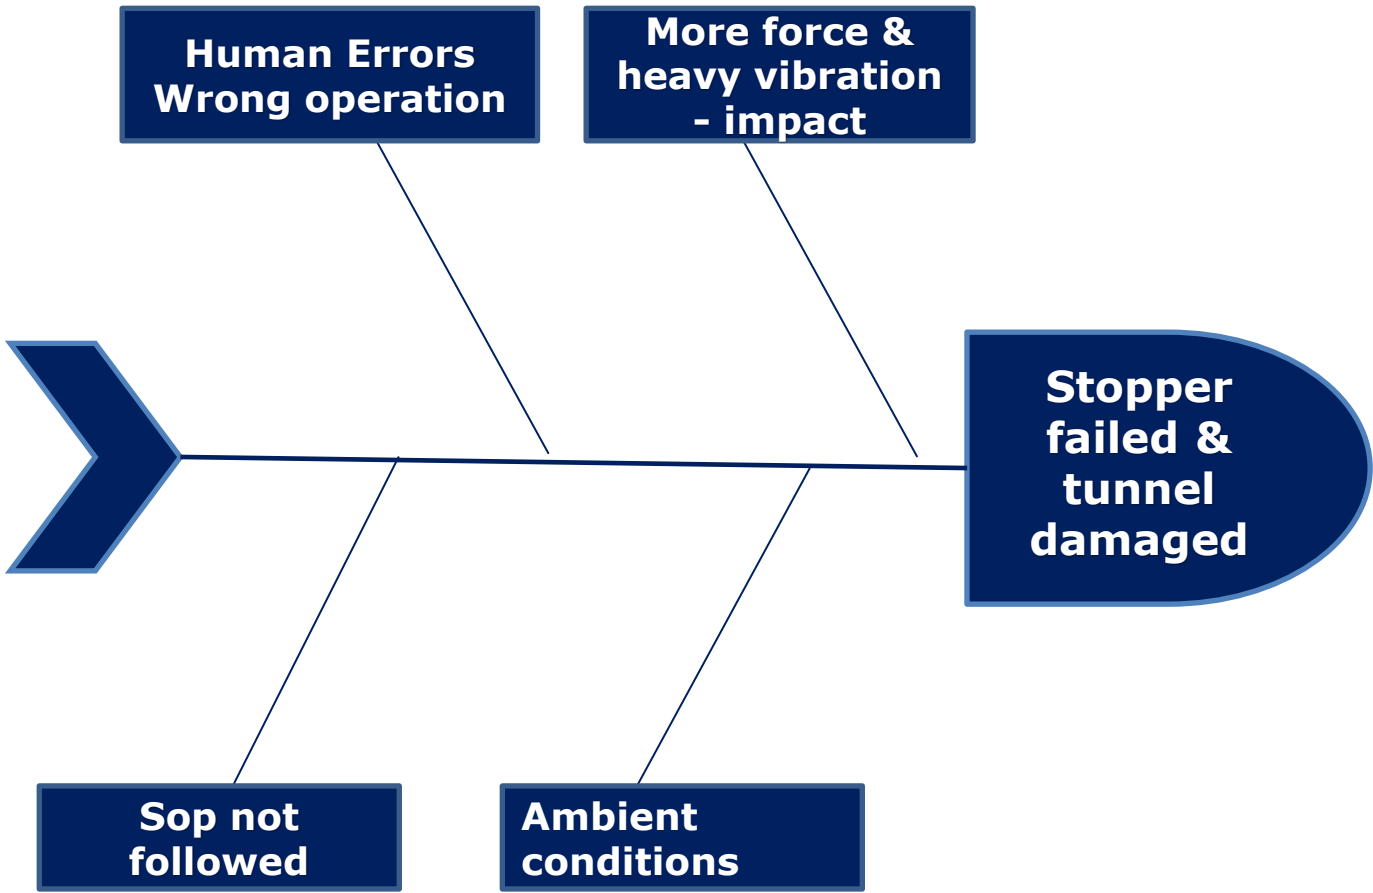 Human Errors
Wrong operation
More force &
heavy vibration
- impact
Stopper
failed &
tunnel
damaged
Sop not
followed
Ambient
conditions